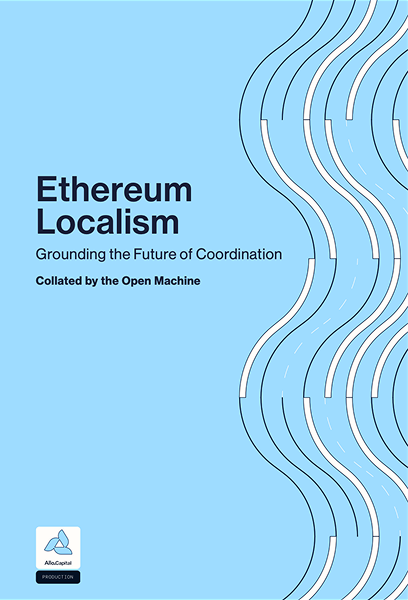 Ethereum
Localism
Grounding the Future of Coordination
Collated by the Open Machine
Allo.Capital
PRODUCTION